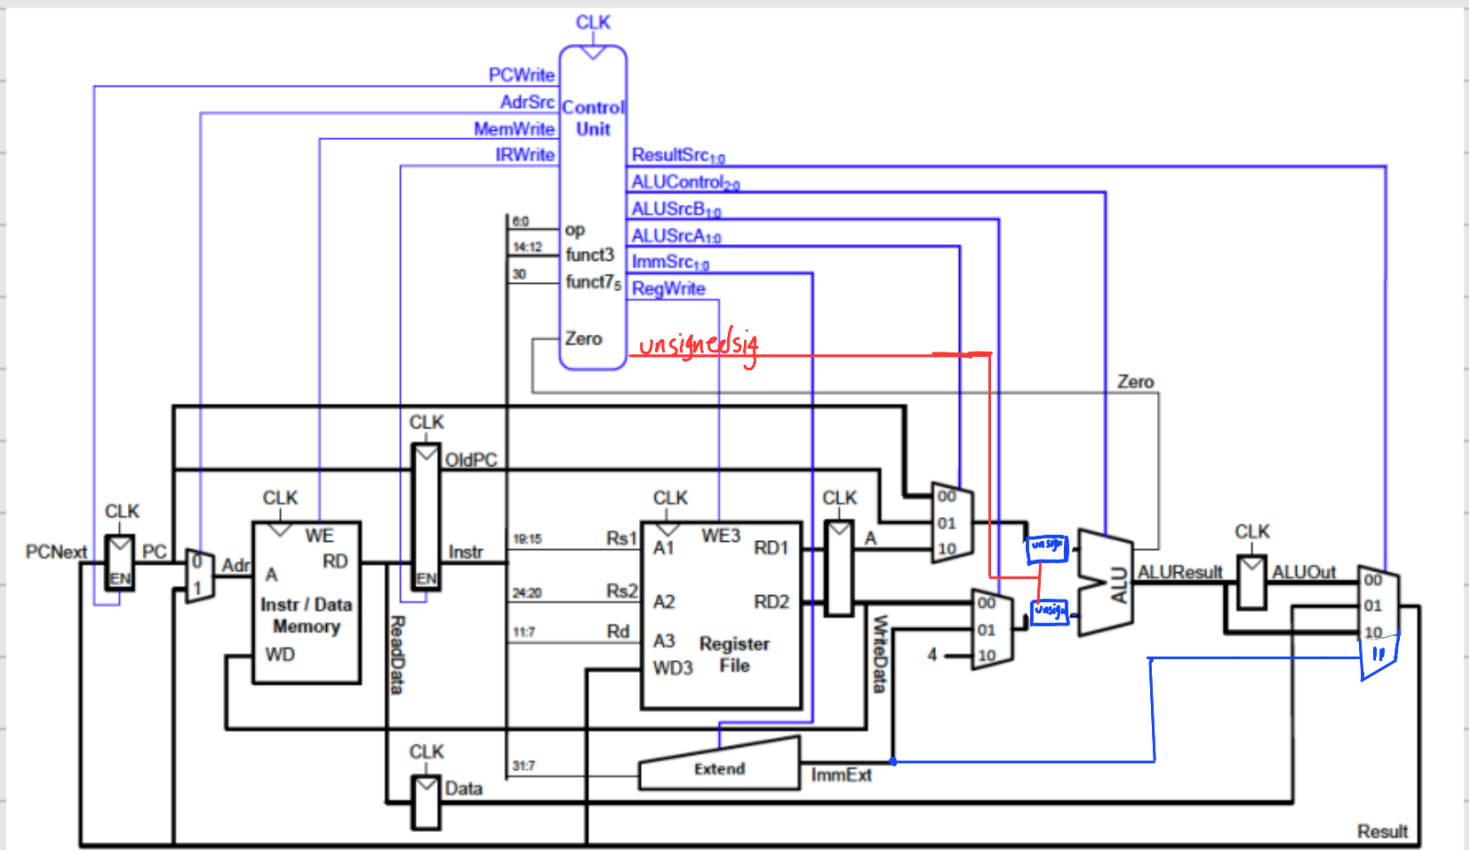 CLK
PCWrite
AdrSrc
MemWrite
IRWrite
Control
Unit
ResultSrc1:0
ALUControl2:0
ALUSrcB1:0
ALUSrcA1:0
ImmSrc1:0
RegWrite
6:0
op
14:12
funct3
30
funct75
Zero
unsignedsig
Zero
CLK
OldPC
CLK
PCNext
PC
EN
0
1
Adr
CLK
WE
RD
A
Instr / Data
Memory
WD
ReadData
EN
Instr
19:15
Rs1
24:20
Rs2
11:7
Rd
31:7
CLK
WE3
A1
RD1
A2
RD2
A3
WD3
Register
File
CLK
A
WriteData
00
01
10
00
01
10
4
unsign
unsign
ALU
ALUResult
CLK
ALUOut
00
01
10
11
Extend
ImmExt
CLK
Data
Result